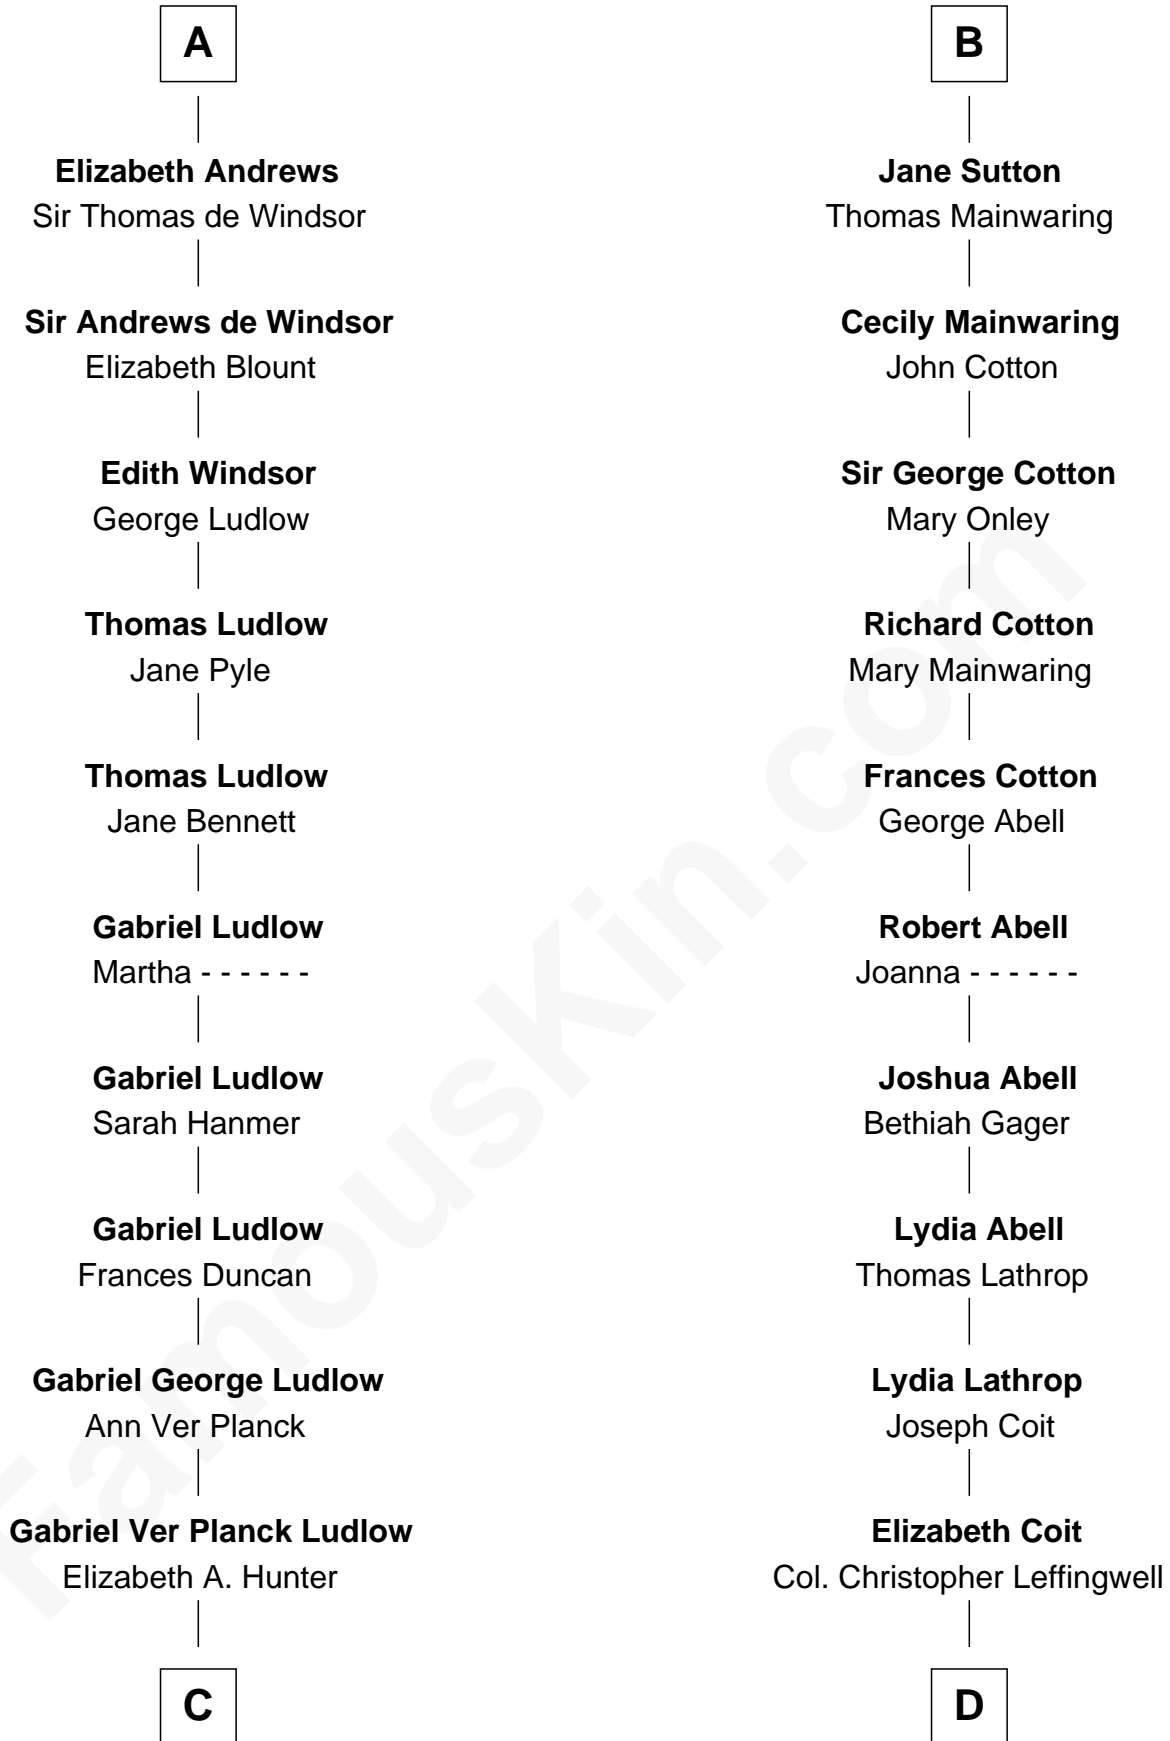 A
Elizabeth Andrews
Sir Thomas de Windsor
Sir Andrews de Windsor
Elizabeth Blount
Edith Windsor
George Ludlow
Thomas Ludlow
Jane Pyle
Thomas Ludlow
Jane Bennett
Gabriel Ludlow
Martha - - - - - -
Gabriel Ludlow
Sarah Hanmer
Gabriel Ludlow
Frances Duncan
Gabriel George Ludlow
Ann Ver Planck
Gabriel Ver Planck Ludlow
Elizabeth A. Hunter
C
B
Jane Sutton
Thomas Mainwaring
Cecily Mainwaring
John Cotton
Sir George Cotton
Mary Onley
Richard Cotton
Mary Mainwaring
Frances Cotton
George Abell
Robert Abell
Joanna - - - - - -
Joshua Abell
Bethiah Gager
Lydia Abell
Thomas Lathrop
Lydia Lathrop
Joseph Coit
Elizabeth Coit
Col. Christopher Leffingwell
D
FamousKin.com